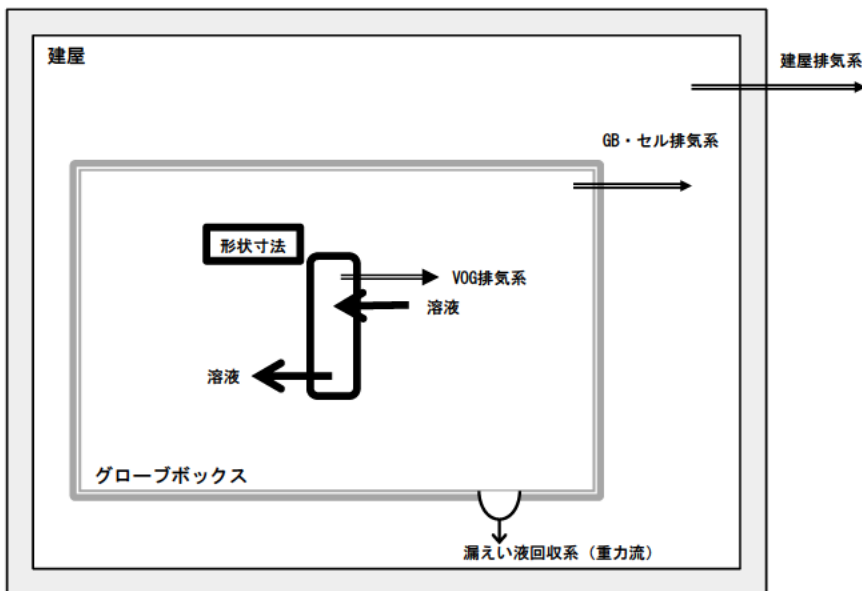 建屋
建屋排気系
GB・セル排気系
形状寸法
VOG排気系
溶液
溶液
グローブボックス
漏えい液回収系（重力流）